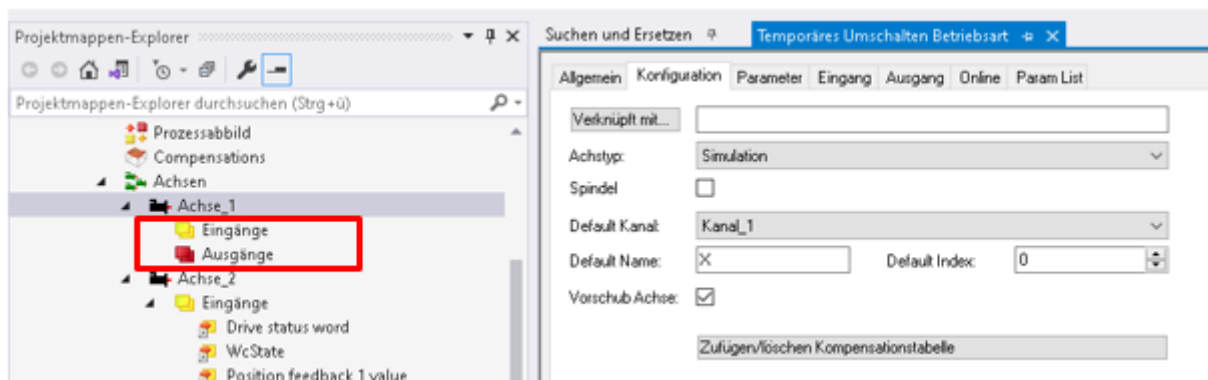 Projektmappen-Explorer
Projektmappen-Explorer durchsuchen (Strg+ü)
Prozessabbild
Compensations
Achsen
Achse_1
Eingänge
Ausgänge
Achse_2
Eingänge
Drive status word
WcState
Position feedback 1 value
Suchen und Ersetzen
Temporäres Umschalten Betriebsart
Allgemein Konfiguration Parameter Eingang Ausgang Online Param List
Verknüpft mit...
Achstyp: Simulation
Spindel
Default Kanal: Kanal_1
Default Name: X Default Index: 0
Vorschub Achse:
Zufügen/löschen Kompensationstabelle